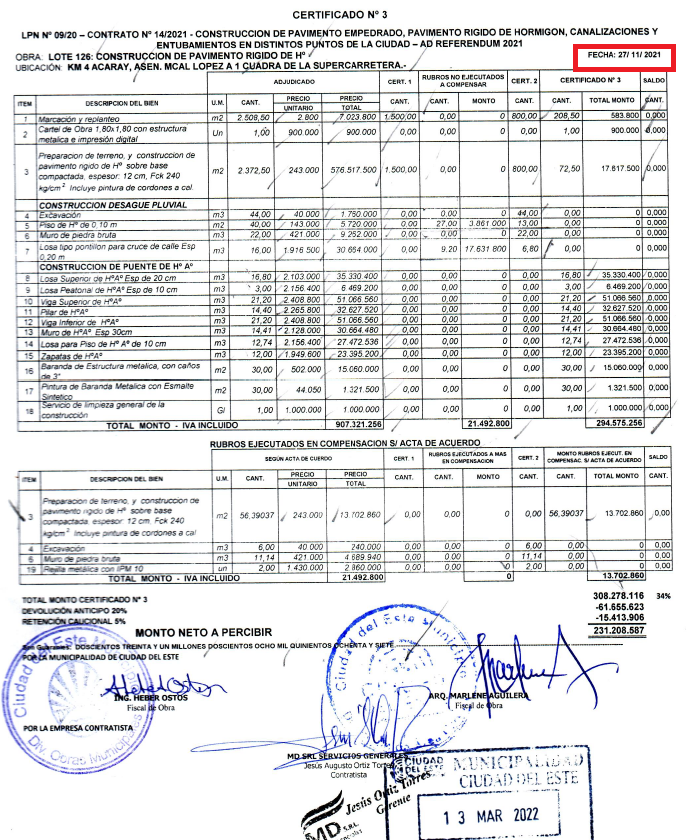 CERTIFICADO Nº 3
LPN Nº 09/20 – CONTRATO Nº 14/2021 - CONSTRUCCION DE PAVIMENTO EMPEDRADO, PAVIMENTO RIGIDO DE HORMIGON, CANALIZACIONES Y
ENTUBAMIENTOS EN DISTINTOS PUNTOS DE LA CIUDAD – AD REFERENDUM 2021
OBRA: LOTE 126: CONSTRUCCION DE PAVIMENTO RIGIDO DE Hº
FECHA: 27/ 11/ 2021
UBICACIÓN: KM 4 ACARAY, ASEN. MCAL LOPEZ A 1 CUADRA DE LA SUPERCARRETERA.-
ADJUDICADO CERT. 1 RUBROS NO EJECUTADOS A COMPENSAR CERT. 2 CERTIFICADO Nº 3 SALDO
ITEM DESCRIPCION DEL BIEN U.M. CANT. PRECIO UNITARIO PRECIO TOTAL CANT. CANT. MONTO CANT. CANT. TOTAL MONTO CANT.
1 Marcación y replanteo m2 2.508,50 2.800 7.023.800 1.500,00 0,00 0 800,00 208,50 583.800 0,000
2 Cartel de Obra 1,80x1,80 con estructura metalica e impresión digital Un 1,00 900.000 900.000 0,00 0,00 0 0,00 1,00 900.000 0,000
3 Preparacion de terreno, y construccion de pavimento rigido de Hº sobre base compactada, espesor: 12 cm, Fck 240 kg/cm² Incluye pintura de cordones a cal. m2 2.372,50 243.000 576.517.500 1.500,00 0,00 0 800,00 72,50 17.617.500 0,000
CONSTRUCCION DESAGUE PLUVIAL
4 Excavación m3 44,00 40.000 1.760.000 0,00 0,00 0 44,00 0,00 0 0,000
5 Piso de Hº de 0,10 m m2 40,00 143.000 5.720.000 0,00 27,00 3.861.000 13,00 0,00 0 0,000
6 Muro de piedra bruta m3 22,00 421.000 9.252.000 0,00 0,00 0 22,00 0,00 0 0,000
7 Losa tipo pontillon para cruce de calle Esp 0,20 m m3 16,00 1.916.500 30.664.000 0,00 9,20 17.631.800 6,80 0,00 0 0,000
CONSTRUCCION DE PUENTE DE Hº Aº
8 Losa Superior de HºAº Esp de 20 cm m3 16,80 2.103.000 35.330.400 0,00 0,00 0 0,00 16,80 35.330.400 0,000
9 Losa Peatonal de HºAº Esp de 10 cm m3 3,00 2.156.400 6.469.200 0,00 0,00 0 0,00 3,00 6.469.200 0,000
10 Viga Superior de HºAº m3 21,20 2.408.800 51.066.560 0,00 0,00 0 0,00 21,20 51.066.560 0,000
11 Pilar de HºAº m3 14,40 2.265.800 32.627.520 0,00 0,00 0 0,00 14,40 32.627.520 0,000
12 Viga Inferior de HºAº m3 21,20 2.408.800 51.066.560 0,00 0,00 0 0,00 21,20 51.066.560 0,000
13 Muro de HºAº Esp 30cm m3 14,41 2.128.000 30.664.480 0,00 0,00 0 0,00 14,41 30.664.480 0,000
14 Losa para Piso de Hº Aº de 10 cm m3 12,74 2.156.400 27.472.536 0,00 0,00 0 0,00 12,74 27.472.536 0,000
15 Zapatas de HºAº m3 12,00 1.949.600 23.395.200 0,00 0,00 0 0,00 12,00 23.395.200 0,000
16 Baranda de Estructura metalica, con caños de 3" m2 30,00 502.000 15.060.000 0,00 0,00 0 0,00 30,00 15.060.000 0,000
17 Pintura de Baranda Metalica con Esmalte Sintetico m2 30,00 44.050 1.321.500 0,00 0,00 0 0,00 30,00 1.321.500 0,000
18 Servicio de limpieza general de la construcción Gl 1,00 1.000.000 1.000.000 0,00 0,00 0 0,00 1,00 1.000.000 0,000
TOTAL MONTO - IVA INCLUIDO 907.321.256 21.492.800 294.575.256
RUBROS EJECUTADOS EN COMPENSACION S/ ACTA DE ACUERDO
SEGÚN ACTA DE CUERDO CERT. 1 RUBROS EJECUTADOS A MAS EN COMPENSACION CERT. 2 MONTO RUBROS EJECUT. EN COMPENSAC. S/ ACTA DE ACUERDO SALDO
ITEM DESCRIPCION DEL BIEN U.M. CANT. PRECIO UNITARIO PRECIO TOTAL CANT. CANT. MONTO CANT. CANT. TOTAL MONTO CANT.
3 Preparacion de terreno, y construccion de pavimento rigido de Hº sobre base compactada, espesor: 12 cm, Fck 240 kg/cm² Incluye pintura de cordones a cal. m2 56,39037 243.000 13.702.860 0,00 0,00 0 0,00 56,39037 13.702.860 0,00
4 Excavación m3 6,00 40.000 240.000 0,00 0,00 0 6,00 0,00 0 0,00
6 Muro de piedra bruta m3 11,14 421.000 4.689.940 0,00 0,00 0 11,14 0,00 0 0,00
19 Rejilla metálica con IPM 10 un 2,00 1.430.000 2.860.000 0,00 0,00 0 2,00 0,00 0 0,00
TOTAL MONTO - IVA INCLUIDO 21.492.800 0 13.702.860
TOTAL MONTO CERTIFICADO Nº 3 308.278.116 34%
DEVOLUCIÓN ANTICIPO 20% -61.655.623
RETENCIÓN CAUCIONAL 5% -15.413.906
MONTO NETO A PERCIBIR 231.208.587
Son Guaranies: DOSCIENTOS TREINTA Y UN MILLONES DOSCIENTOS OCHO MIL QUINIENTOS OCHENTA Y SIETE
POR LA MUNICIPALIDAD DE CIUDAD DEL ESTE
ING. HEBER OSTOS
Fiscal de Obra
ARQ. MARLENE AGUILERA
Fiscal de Obra
POR LA EMPRESA CONTRATISTA
MD SRL SERVICIOS GENERALES
Jesús Augusto Ortiz Torres
Contratista
Jesús Ortiz Torres
Gerente
MD S.R.L.
CIUDAD DEL ESTE
MUNICIPALIDAD
CIUDAD DEL ESTE
13 MAR 2022
Ciudad del Este
Div. Obras Municipales
Ciudad del Este